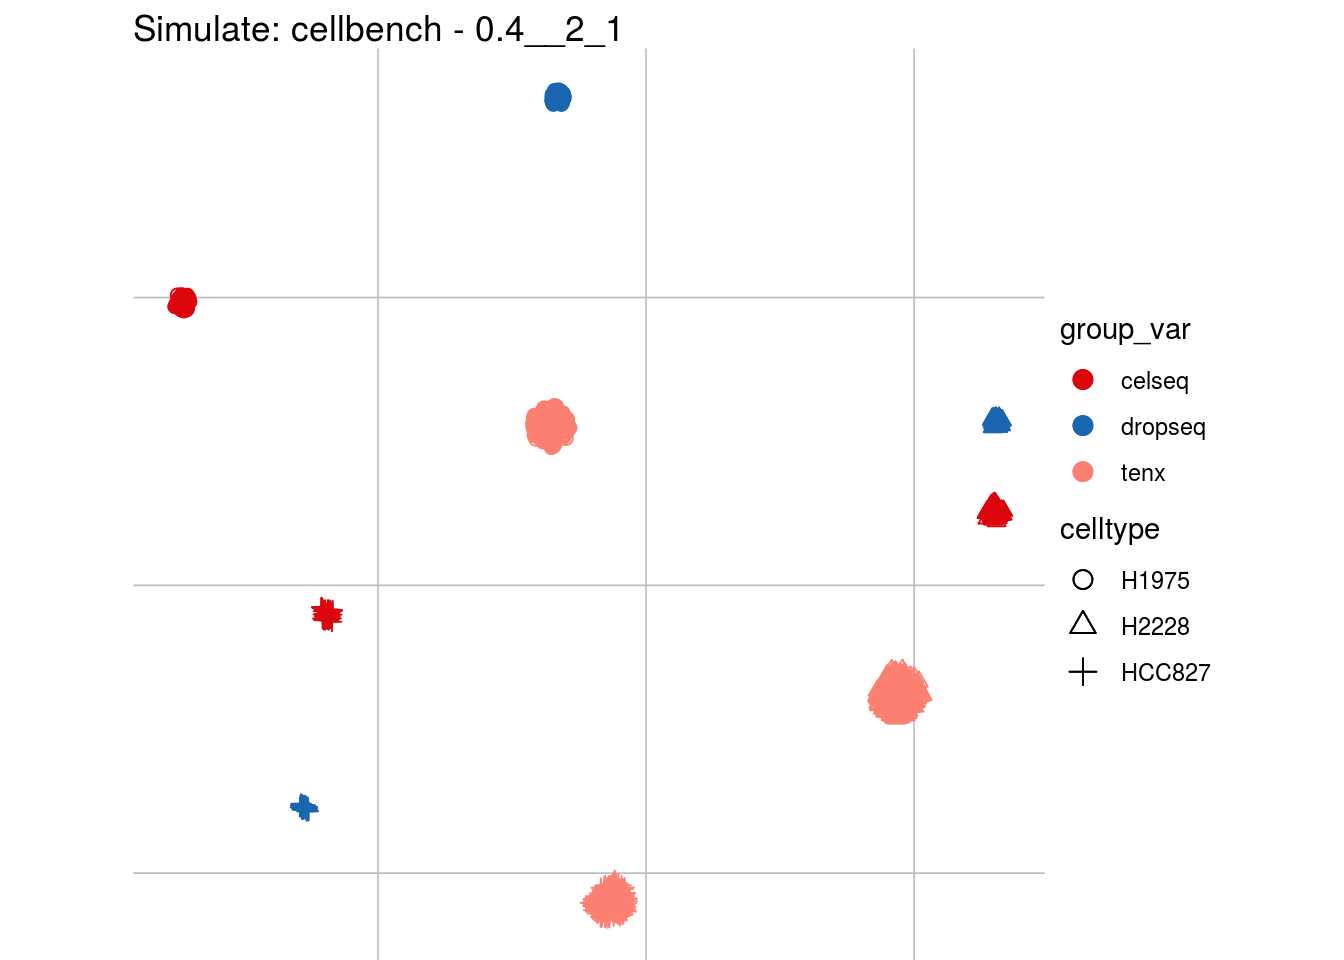 Simulate: cellbench - 0.4__2_1
group_var
celseq
dropseq
tenx
celltype
H1975
H2228
HCC827